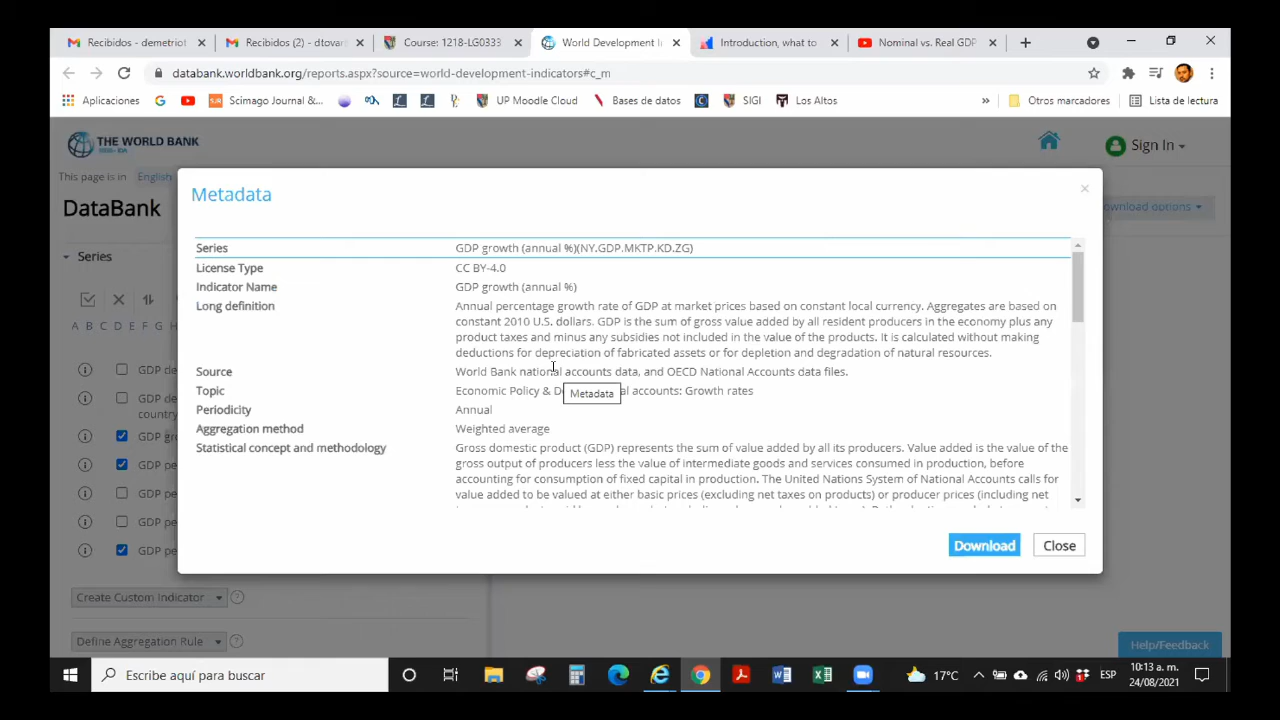 Recibidos - demetriot
Recibidos (2) - dtovar
Course: 1218-LG0333
World Development I
Introduction, what to
Nominal vs. Real GDP
databank.worldbank.org/reports.aspx?source=world-development-indicators#c_m
Aplicaciones
Scimago Journal &...
UP Moodle Cloud
Bases de datos
SIGI
Los Altos
»
Otros marcadores
Lista de lectura
THE WORLD BANK
IBRD • IDA
Sign In
This page is in English
DataBank
ownload options
Series
A B C D E F G H
GDP de
GDP de
country
GDP gr
GDP pe
GDP pe
GDP pe
GDP pe
Create Custom Indicator
Define Aggregation Rule
Metadata
Series GDP growth (annual %)(NY.GDP.MKTP.KD.ZG)
License Type CC BY-4.0
Indicator Name GDP growth (annual %)
Long definition Annual percentage growth rate of GDP at market prices based on constant local currency. Aggregates are based on
constant 2010 U.S. dollars. GDP is the sum of gross value added by all resident producers in the economy plus any
product taxes and minus any subsidies not included in the value of the products. It is calculated without making
deductions for depreciation of fabricated assets or for depletion and degradation of natural resources.
Source World Bank national accounts data, and OECD National Accounts data files.
Topic Economic Policy & D al accounts: Growth rates
Metadata
Periodicity Annual
Aggregation method Weighted average
Statistical concept and methodology Gross domestic product (GDP) represents the sum of value added by all its producers. Value added is the value of the
gross output of producers less the value of intermediate goods and services consumed in production, before
accounting for consumption of fixed capital in production. The United Nations System of National Accounts calls for
value added to be valued at either basic prices (excluding net taxes on products) or producer prices (including net
Download
Close
Help/Feedback
Escribe aquí para buscar
17°C
ESP
10:13 a. m.
24/08/2021